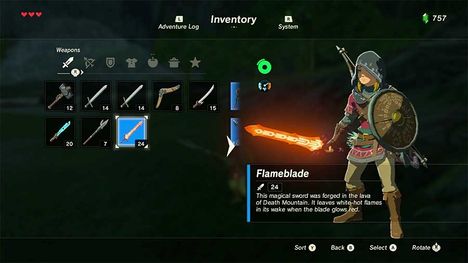 L
Adventure Log
Inventory
R
System
757
Weapons
R
12
14
14
8
15
20
7
24
Flameblade
24
This magical sword was forged in the lava
of Death Mountain. It leaves white-hot flames
in its wake when the blade glows red.
Sort Y
Back B
Select A
Rotate R